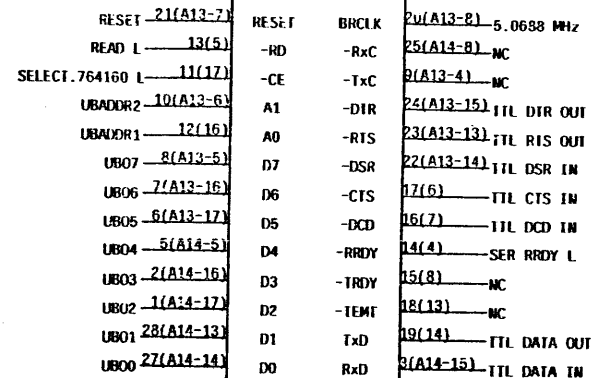 RESET 21(A13-7) RESET BRCLK 20(A13-8) 5.0688 MHz
READ L 13(5) -RD -RxC 25(A14-8) NC
SELECT.764160 L 11(17) -CE -TxC 9(A13-4) NC
UBADDR2 10(A13-6) A1 -DTR 24(A13-15) TTL DTR OUT
UBADDR1 12(16) A0 -RTS 23(A13-13) TTL RTS OUT
UB07 8(A13-5) D7 -DSR 22(A13-14) TTL DSR IN
UB06 7(A13-16) D6 -CTS 17(6) TTL CTS IN
UB05 6(A13-17) D5 -DCD 16(7) TTL DCD IN
UB04 5(A14-5) D4 -RRDY 14(4) SER RRDY L
UB03 2(A14-16) D3 -TRDY 15(8) NC
UB02 1(A14-17) D2 -TEMT 18(13) NC
UB01 28(A14-13) D1 TxD 19(14) TTL DATA OUT
UB00 27(A14-14) D0 RxD 3(A14-15) TTL DATA IN